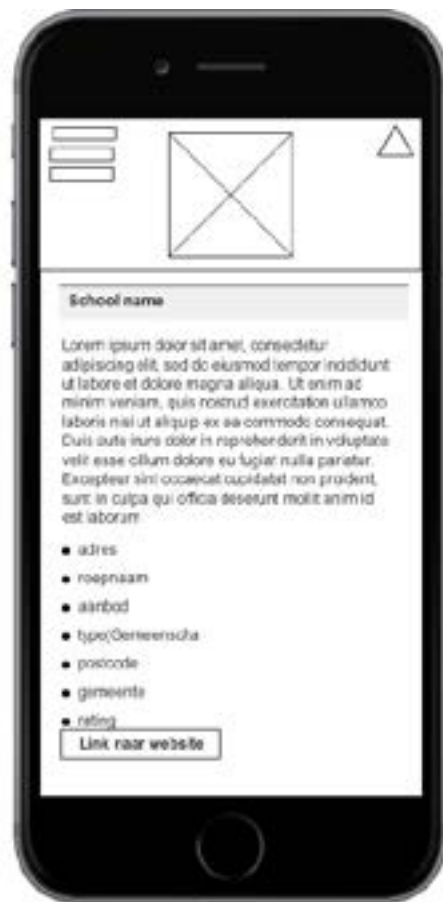 School name
Lorem ipsum dolor sit amet, consectetur
adipiscing elit, sed do eiusmod tempor incididunt
ut labore et dolore magna aliqua. Ut enim ad
minim veniam, quis nostrud exercitation ullamco
laboris nisi ut aliquip ex ea commodo consequat.
Duis aute irure dolor in reprehenderit in voluptate
velit esse cillum dolore eu fugiat nulla pariatur.
Excepteur sint occaecat cupidatat non proident,
sunt in culpa qui officia deserunt mollit anim id
est laborum
adres
roepnaam
aanbod
type(Gemeenscha
postcode
gemeente
rating
Link naar website